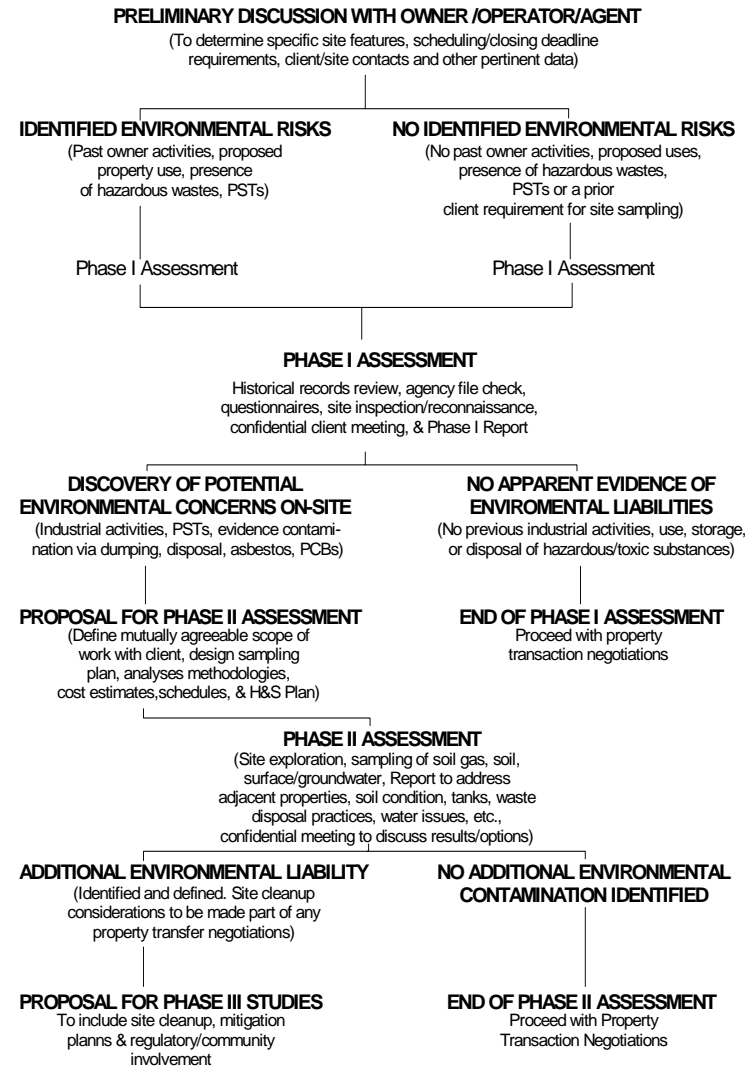 PRELIMINARY DISCUSSION WITH OWNER /OPERATOR/AGENT
(To determine specific site features, scheduling/closing deadline
requirements, client/site contacts and other pertinent data)
IDENTIFIED ENVIRONMENTAL RISKS
(Past owner activities, proposed
property use, presence
of hazardous wastes, PSTs)
Phase I Assessment
NO IDENTIFIED ENVIRONMENTAL RISKS
(No past owner activities, proposed uses,
presence of hazardous wastes,
PSTs or a prior
client requirement for site sampling)
Phase I Assessment
PHASE I ASSESSMENT
Historical records review, agency file check,
questionnaires, site inspection/reconnaissance,
confidential client meeting, & Phase I Report
DISCOVERY OF POTENTIAL
ENVIRONMENTAL CONCERNS ON-SITE
(Industrial activities, PSTs, evidence contami-
nation via dumping, disposal, asbestos, PCBs)
NO APPARENT EVIDENCE OF
ENVIROMENTAL LIABILITIES
(No previous industrial activities, use, storage,
or disposal of hazardous/toxic substances)
PROPOSAL FOR PHASE II ASSESSMENT
(Define mutually agreeable scope of
work with client, design sampling
plan, analyses methodologies,
cost estimates,schedules, & H&S Plan)
END OF PHASE I ASSESSMENT
Proceed with property
transaction negotiations
PHASE II ASSESSMENT
(Site exploration, sampling of soil gas, soil,
surface/groundwater, Report to address
adjacent properties, soil condition, tanks, waste
disposal practices, water issues, etc.,
confidential meeting to discuss results/options)
ADDITIONAL ENVIRONMENTAL LIABILITY
(Identified and defined. Site cleanup
considerations to be made part of any
property transfer negotiations)
NO ADDITIONAL ENVIRONMENTAL
CONTAMINATION IDENTIFIED
PROPOSAL FOR PHASE III STUDIES
To include site cleanup, mitigation
planns & regulatory/community
involvement
END OF PHASE II ASSESSMENT
Proceed with Property
Transaction Negotiations